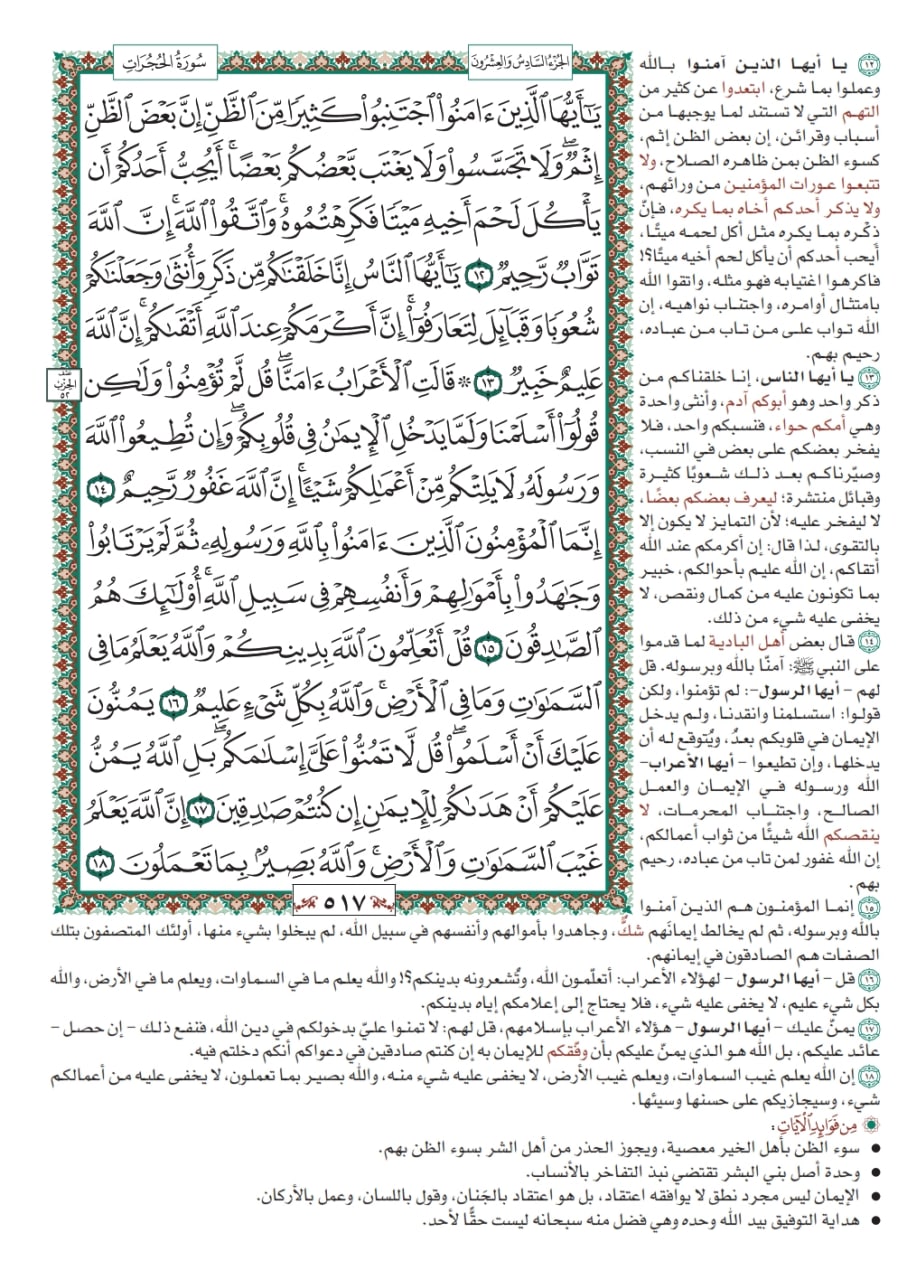 سُورَةُ الحُجُرَاتِ
الجُزْءُ السَّادِسُ وَالعِشْرُونَ
يَٰٓأَيُّهَا ٱلَّذِينَ ءَامَنُواْ ٱجْتَنِبُواْ كَثِيرًا مِّنَ ٱلظَّنِّ إِنَّ بَعْضَ ٱلظَّنِّ
إِثْمٌۖ وَلَا تَجَسَّسُواْ وَلَا يَغْتَب بَّعْضُكُم بَعْضًاۚ أَيُحِبُّ أَحَدُكُمْ أَن
يَأْكُلَ لَحْمَ أَخِيهِ مَيْتًا فَكَرِهْتُمُوهُۚ وَٱتَّقُواْ ٱللَّهَۚ إِنَّ ٱللَّهَ
تَوَّابٌ رَّحِيمٌ ١٢ يَٰٓأَيُّهَا ٱلنَّاسُ إِنَّا خَلَقْنَٰكُم مِّن ذَكَرٍ وَأُنثَىٰ وَجَعَلْنَٰكُمْ
شُعُوبًا وَقَبَآئِلَ لِتَعَارَفُوٓاْۚ إِنَّ أَكْرَمَكُمْ عِندَ ٱللَّهِ أَتْقَىٰكُمْۚ إِنَّ ٱللَّهَ
عَلِيمٌ خَبِيرٌ ١٣ ۞ قَالَتِ ٱلْأَعْرَابُ ءَامَنَّاۖ قُل لَّمْ تُؤْمِنُواْ وَلَٰكِن
قُولُوٓاْ أَسْلَمْنَا وَلَمَّا يَدْخُلِ ٱلْإِيمَٰنُ فِي قُلُوبِكُمْۖ وَإِن تُطِيعُواْ ٱللَّهَ
وَرَسُولَهُۥ لَا يَلِتْكُم مِّنْ أَعْمَٰلِكُمْ شَيْـًٔاۚ إِنَّ ٱللَّهَ غَفُورٌ رَّحِيمٌ ١٤
إِنَّمَا ٱلْمُؤْمِنُونَ ٱلَّذِينَ ءَامَنُواْ بِٱللَّهِ وَرَسُولِهِۦ ثُمَّ لَمْ يَرْتَابُواْ
وَجَٰهَدُواْ بِأَمْوَٰلِهِمْ وَأَنفُسِهِمْ فِي سَبِيلِ ٱللَّهِۚ أُوْلَٰٓئِكَ هُمُ
ٱلصَّٰدِقُونَ ١٥ قُلْ أَتُعَلِّمُونَ ٱللَّهَ بِدِينِكُمْ وَٱللَّهُ يَعْلَمُ مَا فِي
ٱلسَّمَٰوَٰتِ وَمَا فِي ٱلْأَرْضِۚ وَٱللَّهُ بِكُلِّ شَيْءٍ عَلِيمٌ ١٦ يَمُنُّونَ
عَلَيْكَ أَنْ أَسْلَمُواْۖ قُل لَّا تَمُنُّواْ عَلَيَّ إِسْلَٰمَكُمۖ بَلِ ٱللَّهُ يَمُنُّ
عَلَيْكُمْ أَنْ هَدَىٰكُمْ لِلْإِيمَٰنِ إِن كُنتُمْ صَٰدِقِينَ ١٧ إِنَّ ٱللَّهَ يَعْلَمُ
غَيْبَ ٱلسَّمَٰوَٰتِ وَٱلْأَرْضِۚ وَٱللَّهُ بَصِيرٌۢ بِمَا تَعْمَلُونَ ١٨
٥١٧
الحِزْبُ
٥٢
١٢ يا أيها الذين آمنوا بالله
وعملوا بما شرع، ابتعدوا عن كثير من
التهم التي لا تستند لما يوجبها من
أسباب وقرائن، إن بعض الظن إثم،
كسوء الظن بمن ظاهره الصلاح، ولا
تتبعوا عورات المؤمنين من ورائهم،
ولا يذكر أحدكم أخاه بما يكره، فإنّ
ذكْره بما يكره مثل أكل لحمه ميتًا،
أيحب أحدكم أن يأكل لحم أخيه ميتًا؟!
فاكرهوا اغتيابه فهو مثله، واتقوا الله
بامتثال أوامره، واجتناب نواهيه، إن
الله تواب على من تاب من عباده،
رحيم بهم.
١٣ يا أيها الناس، إنا خلقناكم من
ذكر واحد وهو أبوكم آدم، وأنثى واحدة
وهي أمكم حواء، فنسبكم واحد، فلا
يفخر بعضكم على بعض في النسب،
وصيّرناكم بعد ذلك شعوبًا كثيرة
وقبائل منتشرة؛ ليعرف بعضكم بعضًا،
لا ليفخر عليه؛ لأن التمايز لا يكون إلا
بالتقوى، لذا قال: إن أكرمكم عند الله
أتقاكم، إن الله عليم بأحوالكم، خبير
بما تكونون عليه من كمال ونقص، لا
يخفى عليه شيء من ذلك.
١٤ قال بعض أهل البادية لما قدموا
على النبي ﷺ: آمنّا بالله وبرسوله. قل
لهم - أيها الرسول -: لم تؤمنوا، ولكن
قولوا: استسلمنا وانقدنا، ولم يدخل
الإيمان في قلوبكم بعدُ، ويُتوقع له أن
يدخلها، وإن تطيعوا - أيها الأعراب -
الله ورسوله في الإيمان والعمل
الصالح، واجتناب المحرمات، لا
ينقصكم الله شيئًا من ثواب أعمالكم،
إن الله غفور لمن تاب من عباده، رحيم
بهم.
١٥ إنما المؤمنون هم الذين آمنوا
بالله وبرسوله، ثم لم يخالط إيمانَهم شكٌّ، وجاهدوا بأموالهم وأنفسهم في سبيل الله، لم يبخلوا بشيء منها، أولئك المتصفون بتلك
الصفات هم الصادقون في إيمانهم.
١٦ قل - أيها الرسول - لهؤلاء الأعراب: أتعلّمون الله، وتُشعرونه بدينكم؟! والله يعلم ما في السماوات، ويعلم ما في الأرض، والله
بكل شيء عليم، لا يخفى عليه شيء، فلا يحتاج إلى إعلامكم إياه بدينكم.
١٧ يمنّ عليك - أيها الرسول - هؤلاء الأعراب بإسلامهم، قل لهم: لا تمنوا عليّ بدخولكم في دين الله، فنفع ذلك - إن حصل -
عائد عليكم، بل الله هو الذي يمنّ عليكم بأن وفّقكم للإيمان به إن كنتم صادقين في دعواكم أنكم دخلتم فيه.
١٨ إن الله يعلم غيب السماوات، ويعلم غيب الأرض، لا يخفى عليه شيء منه، والله بصير بما تعملون، لا يخفى عليه من أعمالكم
شيء، وسيجازيكم على حسنها وسيئها.
مِن فَوَائِدِ الآيَاتِ:
• سوء الظن بأهل الخير معصية، ويجوز الحذر من أهل الشر بسوء الظن بهم.
• وحدة أصل بني البشر تقتضي نبذ التفاخر بالأنساب.
• الإيمان ليس مجرد نطق لا يوافقه اعتقاد، بل هو اعتقاد بالجَنان، وقول باللسان، وعمل بالأركان.
• هداية التوفيق بيد الله وحده وهي فضل منه سبحانه ليست حقًّا لأحد.